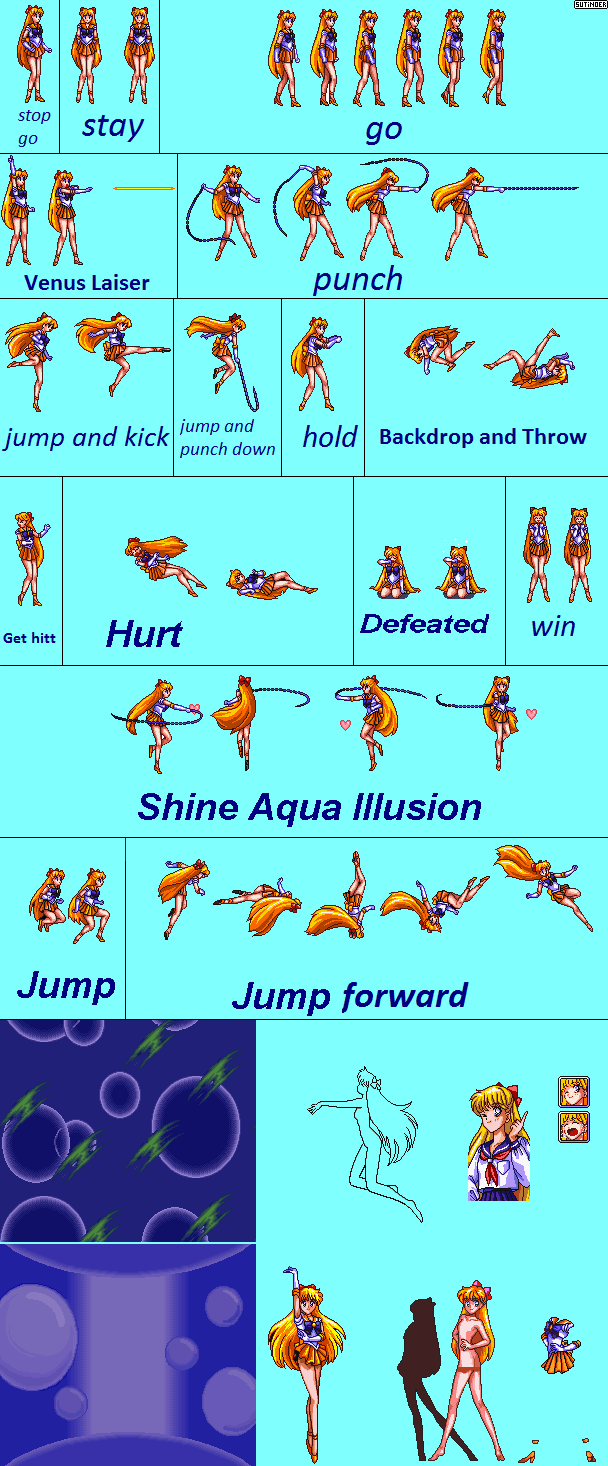 SUTINOER
stop
go
stay
go
Venus Laiser
punch
jump and kick
jump and
punch down
hold
Backdrop and Throw
Get hitt
Hurt
Defeated
win
Shine Aqua Illusion
Jump
Jump forward